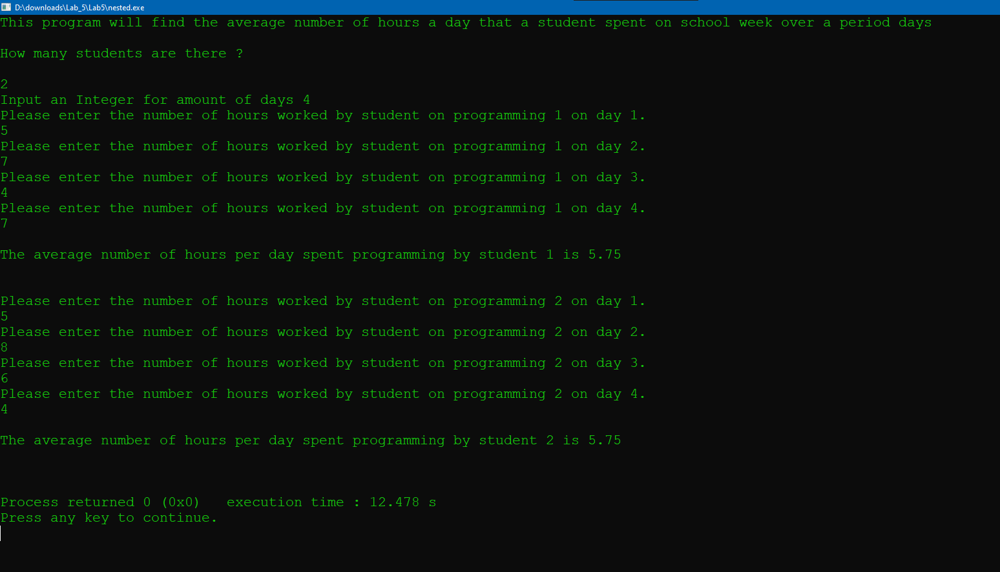 D:\downloads\Lab_5\Lab5\nested.exe
This program will find the average number of hours a day that a student spent on school week over a period days
How many students are there ?
2
Input an Integer for amount of days 4
Please enter the number of hours worked by student on programming 1 on day 1.
5
Please enter the number of hours worked by student on programming 1 on day 2.
7
Please enter the number of hours worked by student on programming 1 on day 3.
4
Please enter the number of hours worked by student on programming 1 on day 4.
7
The average number of hours per day spent programming by student 1 is 5.75
Please enter the number of hours worked by student on programming 2 on day 1.
5
Please enter the number of hours worked by student on programming 2 on day 2.
8
Please enter the number of hours worked by student on programming 2 on day 3.
6
Please enter the number of hours worked by student on programming 2 on day 4.
4
The average number of hours per day spent programming by student 2 is 5.75
Process returned 0 (0x0)   execution time : 12.478 s
Press any key to continue.